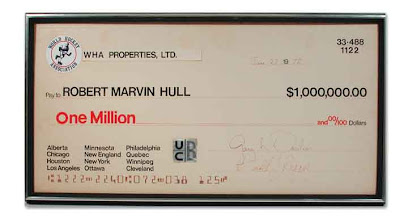 WORLD HOCKEY
ASSOCIATION
WHA PROPERTIES, LTD.
33-488
1122
Pay to ROBERT MARVIN HULL $1,000,000.00
One Million and 00/100 Dollars
Alberta Minnesota Philadelphia
Chicago New England Quebec
Houston New York Winnipeg
Los Angeles Ottawa Cleveland